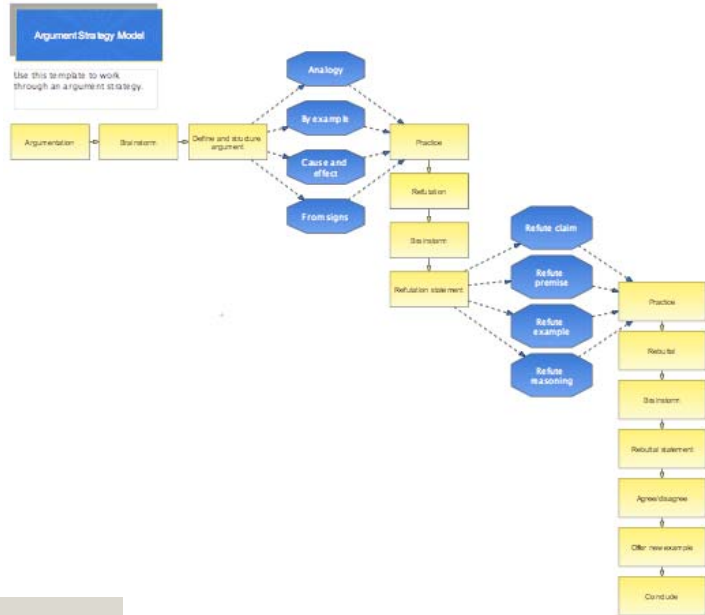 Argument Strategy Model
Use this template to work
through an argument strategy.
Argumentation
Brainstorm
Define and structure
argument
Analogy
By example
Cause and
effect
From signs
Practice
Refutation
Brainstorm
Refutation statement
Refute claim
Refute
premise
Refute
example
Refute
reasoning
Practice
Rebuttal
Brainstorm
Rebuttal statement
Agree/disagree
Offer new example
Conclude